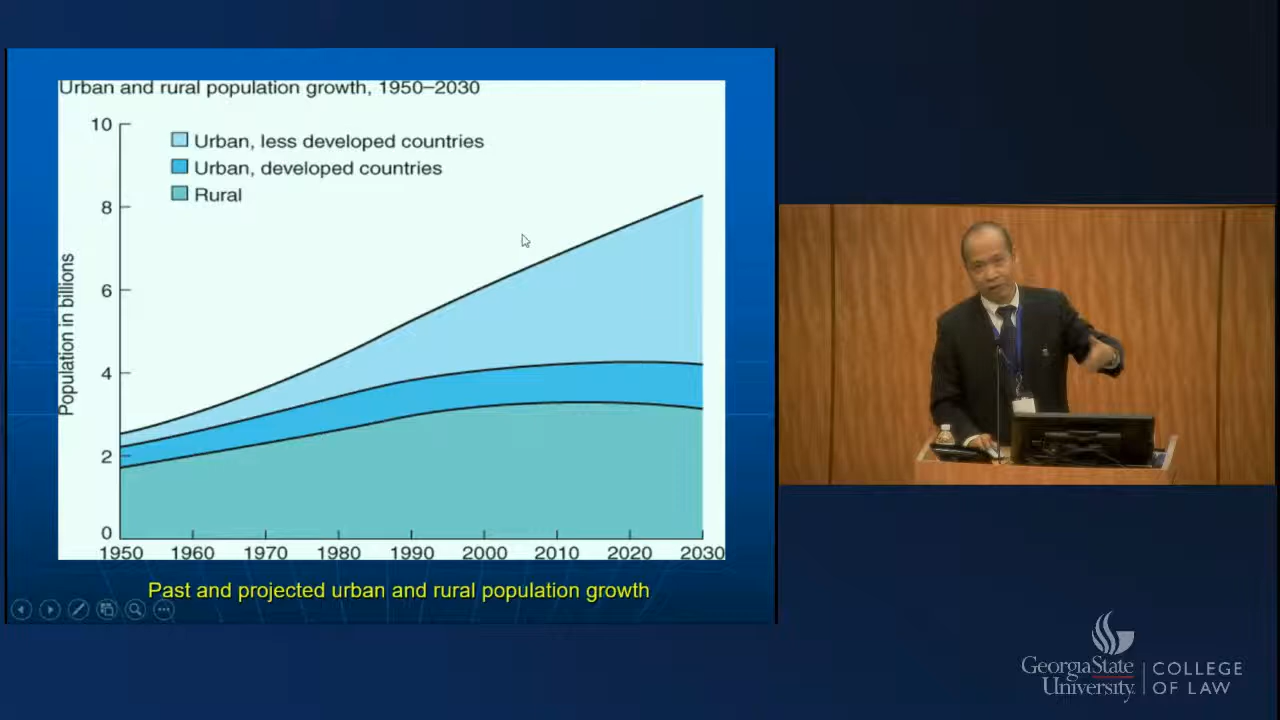 Urban and rural population growth, 1950–2030
10
8
6
4
2
0
Population in billions
Urban, less developed countries
Urban, developed countries
Rural
1950 1960 1970 1980 1990 2000 2010 2020 2030
Past and projected urban and rural population growth
GeorgiaState
University
COLLEGE
OF LAW